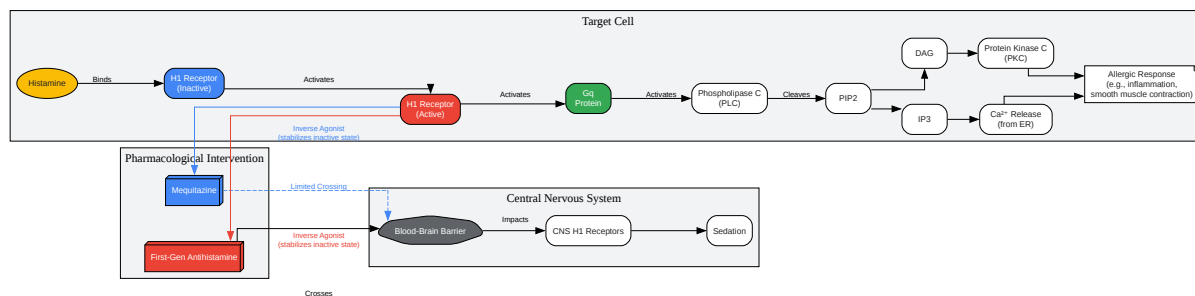 Target Cell
Histamine
Binds
H1 Receptor
(Inactive)
Activates
H1 Receptor
(Active)
Activates
Gq
Protein
Activates
Phospholipase C
(PLC)
Cleaves
PIP2
DAG
Protein Kinase C
(PKC)
IP3
Ca²⁺ Release
(from ER)
Allergic Response
(e.g., inflammation,
smooth muscle contraction)
Inverse Agonist
(stabilizes inactive state)
Pharmacological Intervention
Mequitazine
Limited Crossing
First-Gen Antihistamine
Inverse Agonist
(stabilizes inactive state)
Crosses
Central Nervous System
Blood-Brain Barrier
Impacts
CNS H1 Receptors
Sedation